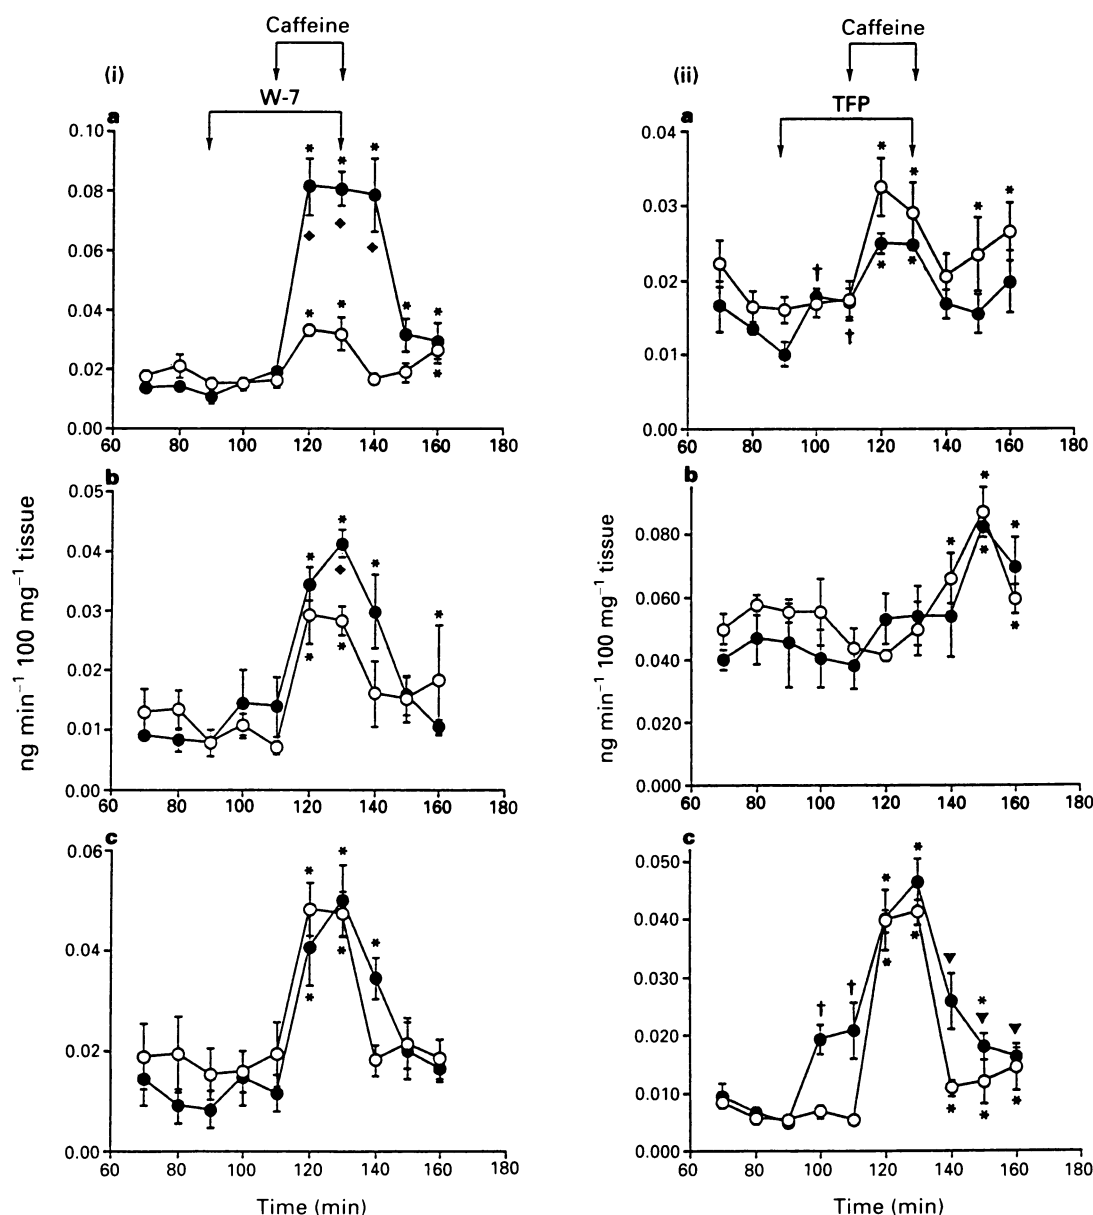 Caffeine
Caffeine
(i)
(ii)
W-7
TFP
a
a
0.10
0.08
0.06
0.04
0.02
0.00
60 80 100 120 140 160 180
0.04
0.03
0.02
0.01
0.00
60 80 100 120 140 160 180
* * *
* *
* *
*
* * * *
* *
†
†
b
b
ng min⁻¹ 100 mg⁻¹ tissue
0.05
0.04
0.03
0.02
0.01
0.00
60 80 100 120 140 160 180
ng min⁻¹ 100 mg⁻¹ tissue
0.080
0.060
0.040
0.020
0.000
60 80 100 120 140 160 180
* * * *
* *
* * *
* *
c
c
0.06
0.04
0.02
0.00
60 80 100 120 140 160 180
Time (min)
0.050
0.040
0.030
0.020
0.010
0.000
60 80 100 120 140 160 180
Time (min)
* * *
* *
† †
* * *
* * * * *